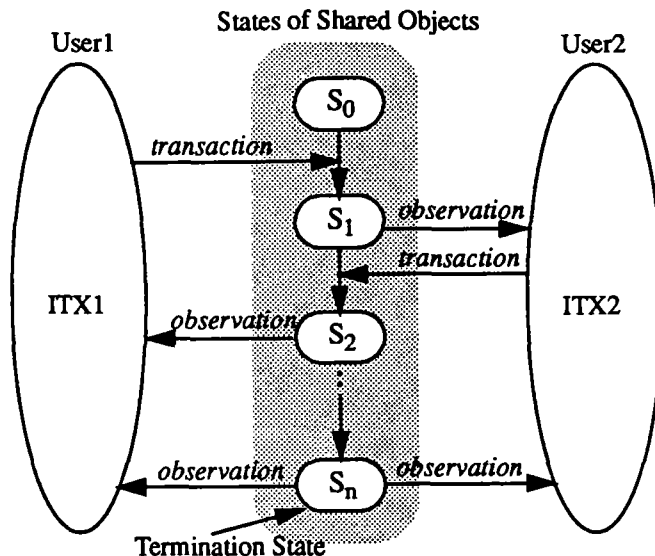 States of Shared Objects
User1
User2
S0
transaction
S1
observation
transaction
ITX1
ITX2
observation
S2
observation
Sn
observation
Termination State